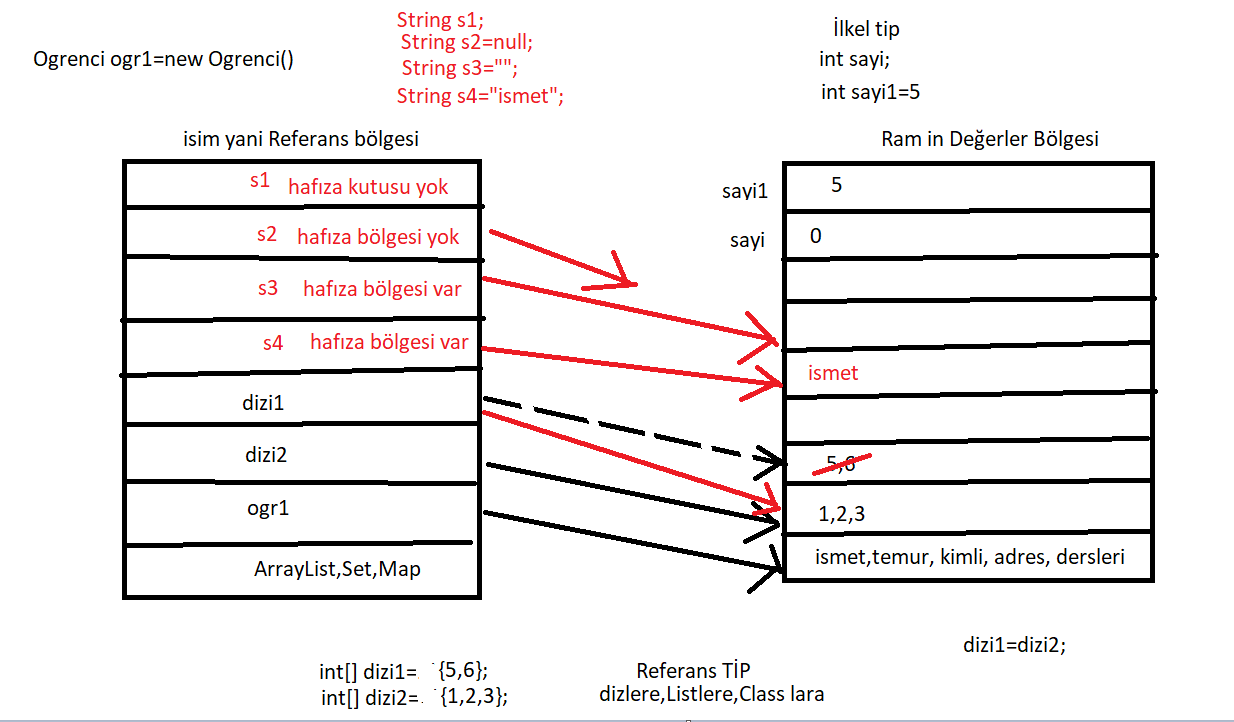 String s1;
String s2=null;
String s3="";
String s4="ismet";
Ogrenci ogr1=new Ogrenci()
İlkel tip
int sayi;
int sayi1=5
isim yani Referans bölgesi
s1 hafıza kutusu yok
s2 hafıza bölgesi yok
s3 hafıza bölgesi var
s4 hafıza bölgesi var
dizi1
dizi2
ogr1
ArrayList,Set,Map
Ram in Değerler Bölgesi
sayi1 5
sayi 0
ismet
5,6
1,2,3
ismet,temur, kimli, adres, dersleri
dizi1=dizi2;
int[] dizi1= {5,6};
int[] dizi2= {1,2,3};
Referans TİP
dizlere,Listlere,Class lara